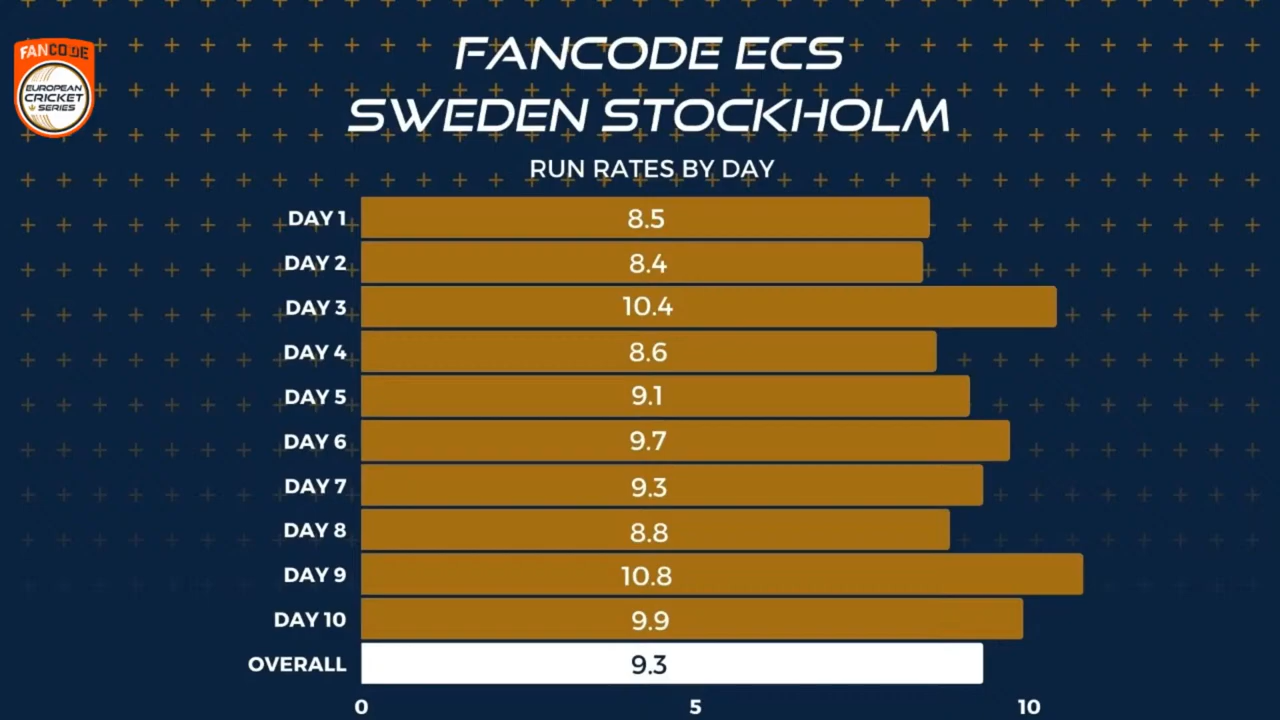 FANCODE
EUROPEAN
CRICKET
SERIES
FANCODE ECS
SWEDEN STOCKHOLM
RUN RATES BY DAY
DAY 1 8.5
DAY 2 8.4
DAY 3 10.4
DAY 4 8.6
DAY 5 9.1
DAY 6 9.7
DAY 7 9.3
DAY 8 8.8
DAY 9 10.8
DAY 10 9.9
OVERALL 9.3
0 5 10